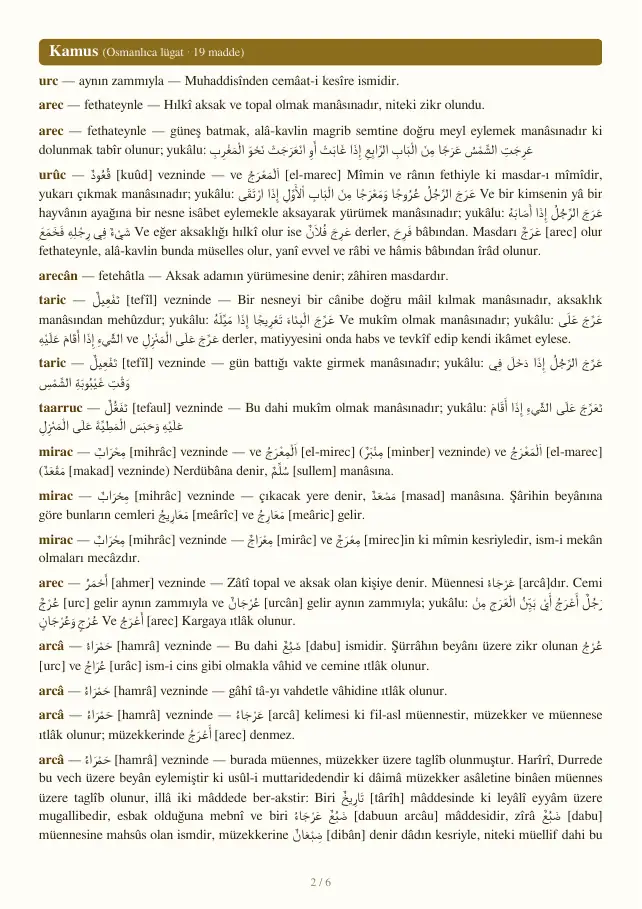 Kamus (Osmanlıca lügat · 19 madde)
urc — aynın zammıyla — Muhaddisînden cemâat-i kesîre ismidir.
arec — fethateynle — Hılkî aksak ve topal olmak manâsınadır, niteki zikr olundu.
arec — fethateynle — güneş batmak, alâ-kavlin magrib semtine doğru meyl eylemek manâsınadır ki
dolunmak tabîr olunur; yukâlu: عَرِجَتِ الشَّمْسُ عَرَجًا مِنَ الْبَابِ الرَّابِعِ إِذَا غَابَتْ أَوِ انْعَرَجَتْ نَحْوَ الْمَغْرِبِ
urûc — قُعُودٌ [kuûd] vezninde — ve اَلْمَعْرَجُ [el-marec] Mîmin ve rânın fethiyle ki masdar-ı mîmîdir,
yukarı çıkmak manâsınadır; yukâlu: عَرَجَ الرَّجُلُ عُرُوجًا وَمَعْرَجًا مِنَ الْبَابِ الْأَوَّلِ إِذَا ارْتَقَى Ve bir kimsenin yâ bir
hayvânın ayağına bir nesne isâbet eylemekle aksayarak yürümek manâsınadır; yukâlu: عَرَجَ الرَّجُلُ إِذَا أَصَابَهُ
شَيْءٌ فِي رِجْلِهِ فَخَمَعَ Ve eğer aksaklığı hılkî olur ise عَرِجَ فُلَانٌ derler, فَرِحَ bâbından. Masdarı عَرَجٌ [arec] olur
fethateynle, alâ-kavlin bunda müselles olur, yanî evvel ve râbi ve hâmis bâbından îrâd olunur.
arecân — fetehâtla — Aksak adamın yürümesine denir; zâhiren masdardır.
taric — تَفْعِيلٌ [tefîl] vezninde — Bir nesneyi bir cânibe doğru mâil kılmak manâsınadır, aksaklık
manâsından mehûzdur; yukâlu: عَرَّجَ الْبِنَاءَ تَعْرِيجًا إِذَا مَيَّلَهُ Ve mukîm olmak manâsınadır; yukâlu: عَرَّجَ عَلَى
الشَّيْءِ إِذَا أَقَامَ عَلَيْهِ ve عَرَّجَ عَلَى الْمَنْزِلِ derler, matiyyesini onda habs ve tevkîf edip kendi ikâmet eylese.
taric — تَفْعِيلٌ [tefîl] vezninde — gün battığı vakte girmek manâsınadır; yukâlu: عَرَّجَ الرَّجُلُ إِذَا دَخَلَ فِي
وَقْتِ غَيْبُوبَةِ الشَّمْسِ
taarruc — تَفَعُّلٌ [tefaul] vezninde — Bu dahi mukîm olmak manâsınadır; yukâlu: تَعَرَّجَ عَلَى الشَّيْءِ إِذَا أَقَامَ
عَلَيْهِ وَحَبَسَ الْمَطِيَّةَ عَلَى الْمَنْزِلِ
mirac — مِحْرَابٌ [mihrâc] vezninde — ve اَلْمِعْرَجُ [el-mirec] (مِنْبَرٌ [minber] vezninde) ve اَلْمَعْرَجُ [el-marec]
(مَقْعَدٌ [makad] vezninde) Nerdübâna denir, سُلَّمٌ [sullem] manâsına.
mirac — مِحْرَابٌ [mihrâc] vezninde — çıkacak yere denir, مَصْعَدٌ [masad] manâsına. Şârihin beyânına
göre bunların cemleri مَعَارِيجُ [meârîc] ve مَعَارِجُ [meâric] gelir.
mirac — مِحْرَابٌ [mihrâc] vezninde — مِعْرَاجٌ [mirâc] ve مِعْرَجٌ [mirec]in ki mîmin kesriyledir, ism-i mekân
olmaları mecâzdır.
arec — أَحْمَرُ [ahmer] vezninde — Zâtî topal ve aksak olan kişiye denir. Müennesi عَرْجَاءُ [arcâ]dır. Cemi
عُرْجٌ [urc] gelir aynın zammıyla ve عُرْجَانٌ [urcân] gelir aynın zammıyla; yukâlu: رَجُلٌ أَعْرَجُ أَيْ بَيِّنُ الْعَرَجِ مِنْ
عُرْجٍ وَعُرْجَانٍ Ve أَعْرَجُ [arec] Kargaya ıtlâk olunur.
arcâ — حَمْرَاءُ [hamrâ] vezninde — Bu dahi ضَبُعٌ [dabu] ismidir. Şürrâhın beyânı üzere zikr olunan عُرْجُ
[urc] ve عُرَاجُ [urâc] ism-i cins gibi olmakla vâhid ve cemine ıtlâk olunur.
arcâ — حَمْرَاءُ [hamrâ] vezninde — gâhî tâ-yı vahdetle vâhidine ıtlâk olunur.
arcâ — حَمْرَاءُ [hamrâ] vezninde — عَرْجَاءُ [arcâ] kelimesi ki fil-asl müennestir, müzekker ve müennese
ıtlâk olunur; müzekkerinde أَعْرَجُ [arec] denmez.
arcâ — حَمْرَاءُ [hamrâ] vezninde — burada müennes, müzekker üzere taglîb olunmuştur. Harîrî, Durrede
bu vech üzere beyân eylemiştir ki usûl-i muttarideendir ki dâimâ müzekker asâletine binâen müennes
üzere taglîb olunur, illâ iki mâddede ber-akstir: Biri تَارِيخٌ [târîh] mâddesinde ki leyâlî eyyâm üzere
mugallibedir, esbak olduğuna mebnî ve biri ضَبُعٌ عَرْجَاءُ [dabuun arcâu] mâddesidir, zîrâ ضَبُعٌ [dabu]
müennesine mahsûs olan ismdir, müzekkerine ضِبْعَانٌ [dibân] denir dâdın kesriyle, niteki müellif dahi bu
2 / 6